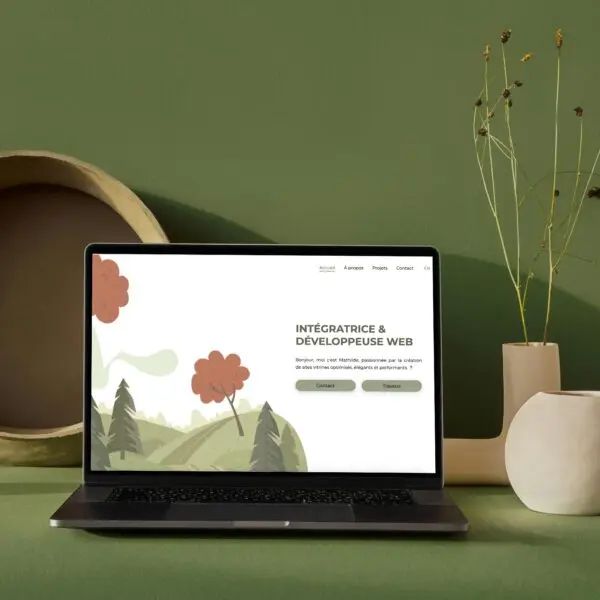 Accueil
À propos
Projets
Contact
EN
INTÉGRATRICE &
DÉVELOPPEUSE WEB
Bonjour, moi c'est Mathilde, passionnée par la création
de sites vitrines optimisés, élégants et performants !
Contact
Travaux